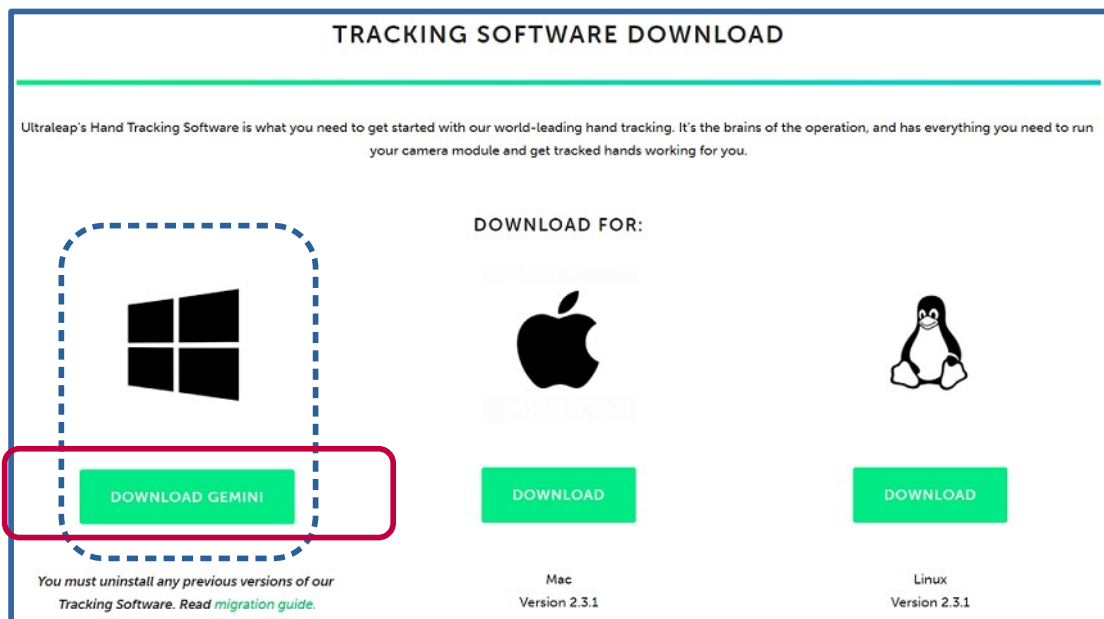 TRACKING SOFTWARE DOWNLOAD
Ultraleap's Hand Tracking Software is what you need to get started with our world-leading hand tracking. It's the brains of the operation, and has everything you need to run
your camera module and get tracked hands working for you.
DOWNLOAD FOR:
DOWNLOAD GEMINI
DOWNLOAD
DOWNLOAD
You must uninstall any previous versions of our
Tracking Software. Read migration guide.
Mac
Version 2.3.1
Linux
Version 2.3.1